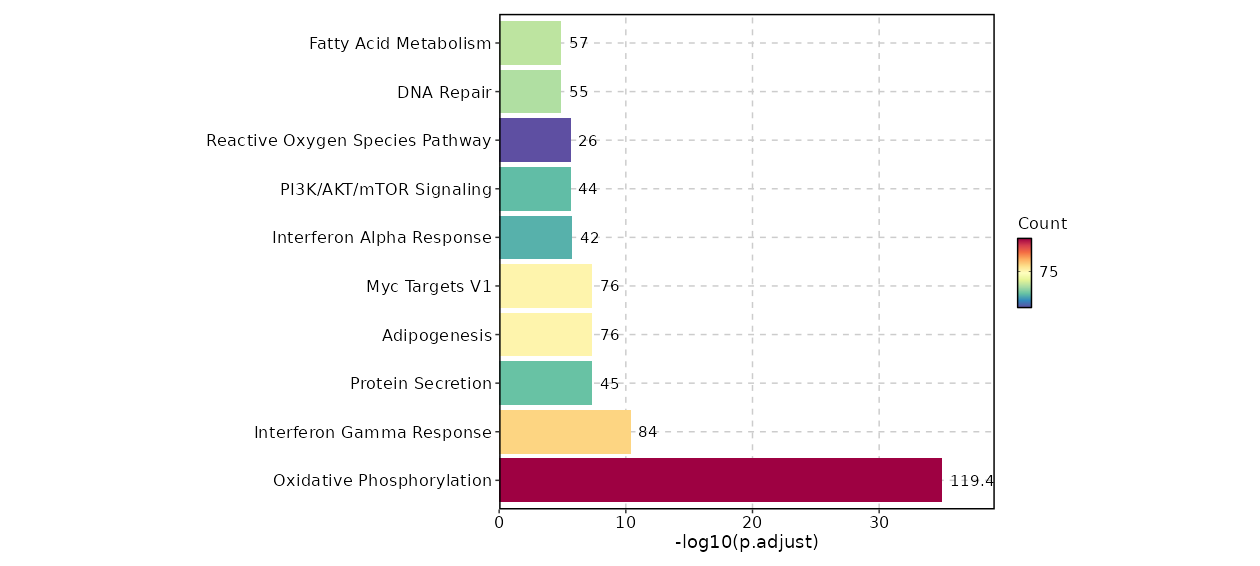 Fatty Acid Metabolism 57
DNA Repair 55
Reactive Oxygen Species Pathway 26
PI3K/AKT/mTOR Signaling 44
Interferon Alpha Response 42
Myc Targets V1 76
Adipogenesis 76
Protein Secretion 45
Interferon Gamma Response 84
Oxidative Phosphorylation 119.4
0 10 20 30
-log10(p.adjust)
Count
75